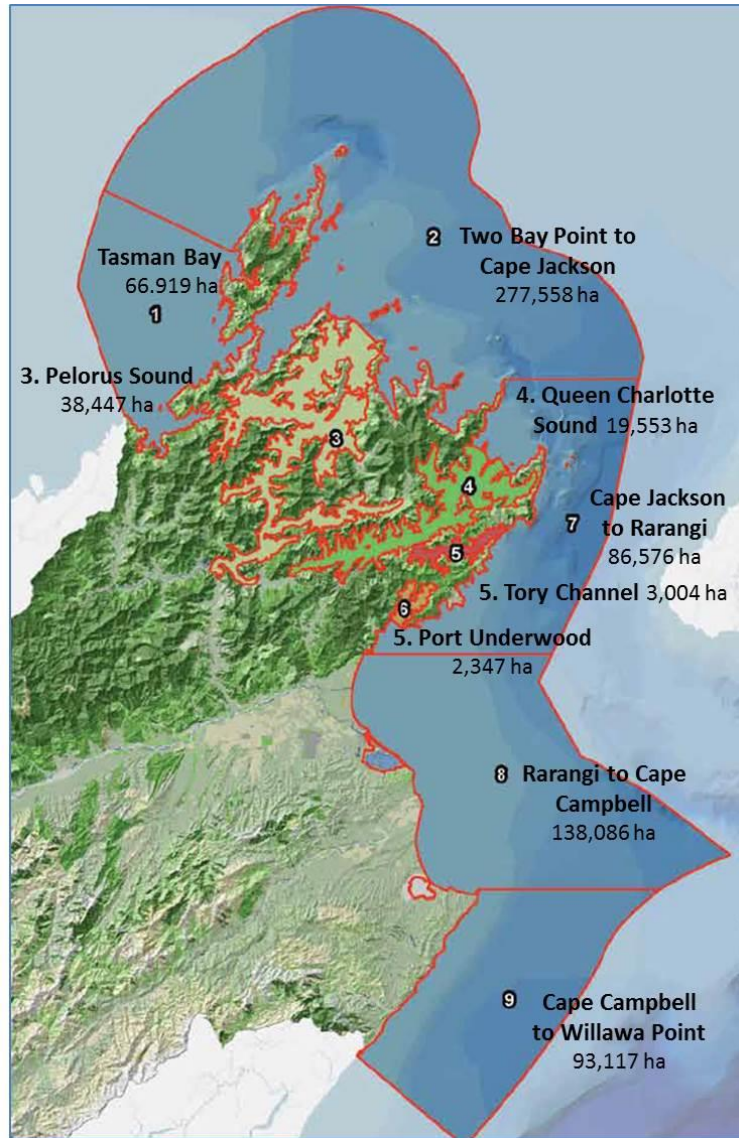 2
Two Bay Point to
Cape Jackson
277,558 ha
Tasman Bay
66.919 ha
1
3. Pelorus Sound
38,447 ha
3
4. Queen Charlotte
Sound 19,553 ha
4
Cape Jackson
to Rarangi
86,576 ha
7
5
5. Tory Channel 3,004 ha
6
5. Port Underwood
2,347 ha
8
Rarangi to Cape
Campbell
138,086 ha
9
Cape Campbell
to Willawa Point
93,117 ha